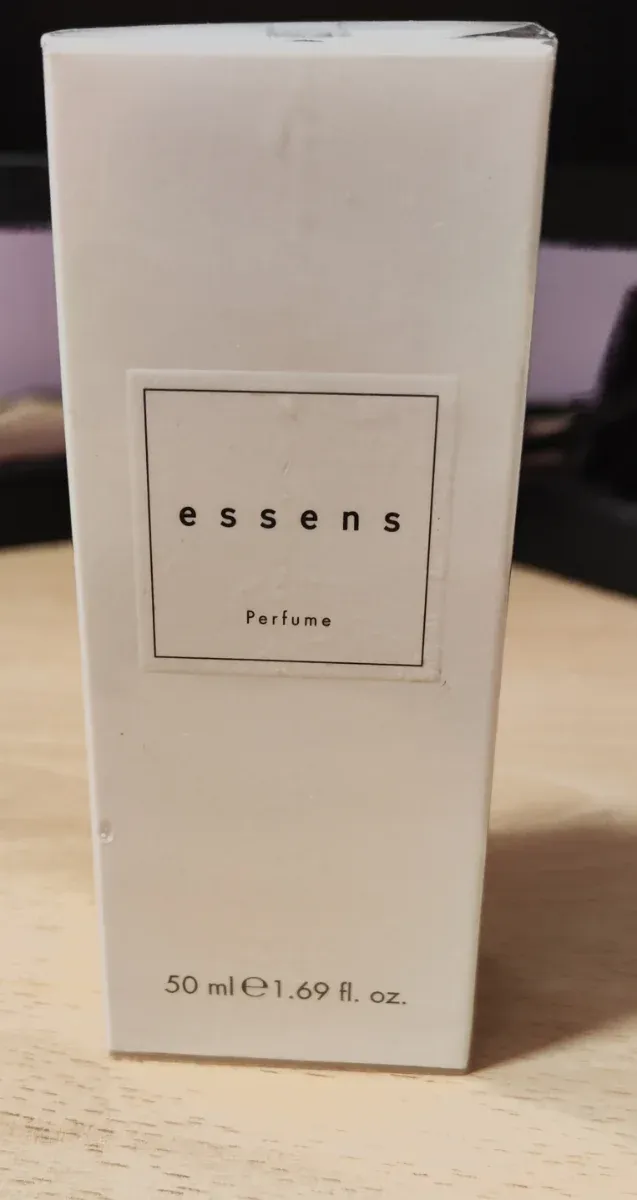 essens
Perfume
50 ml ℮ 1.69 fl. oz.